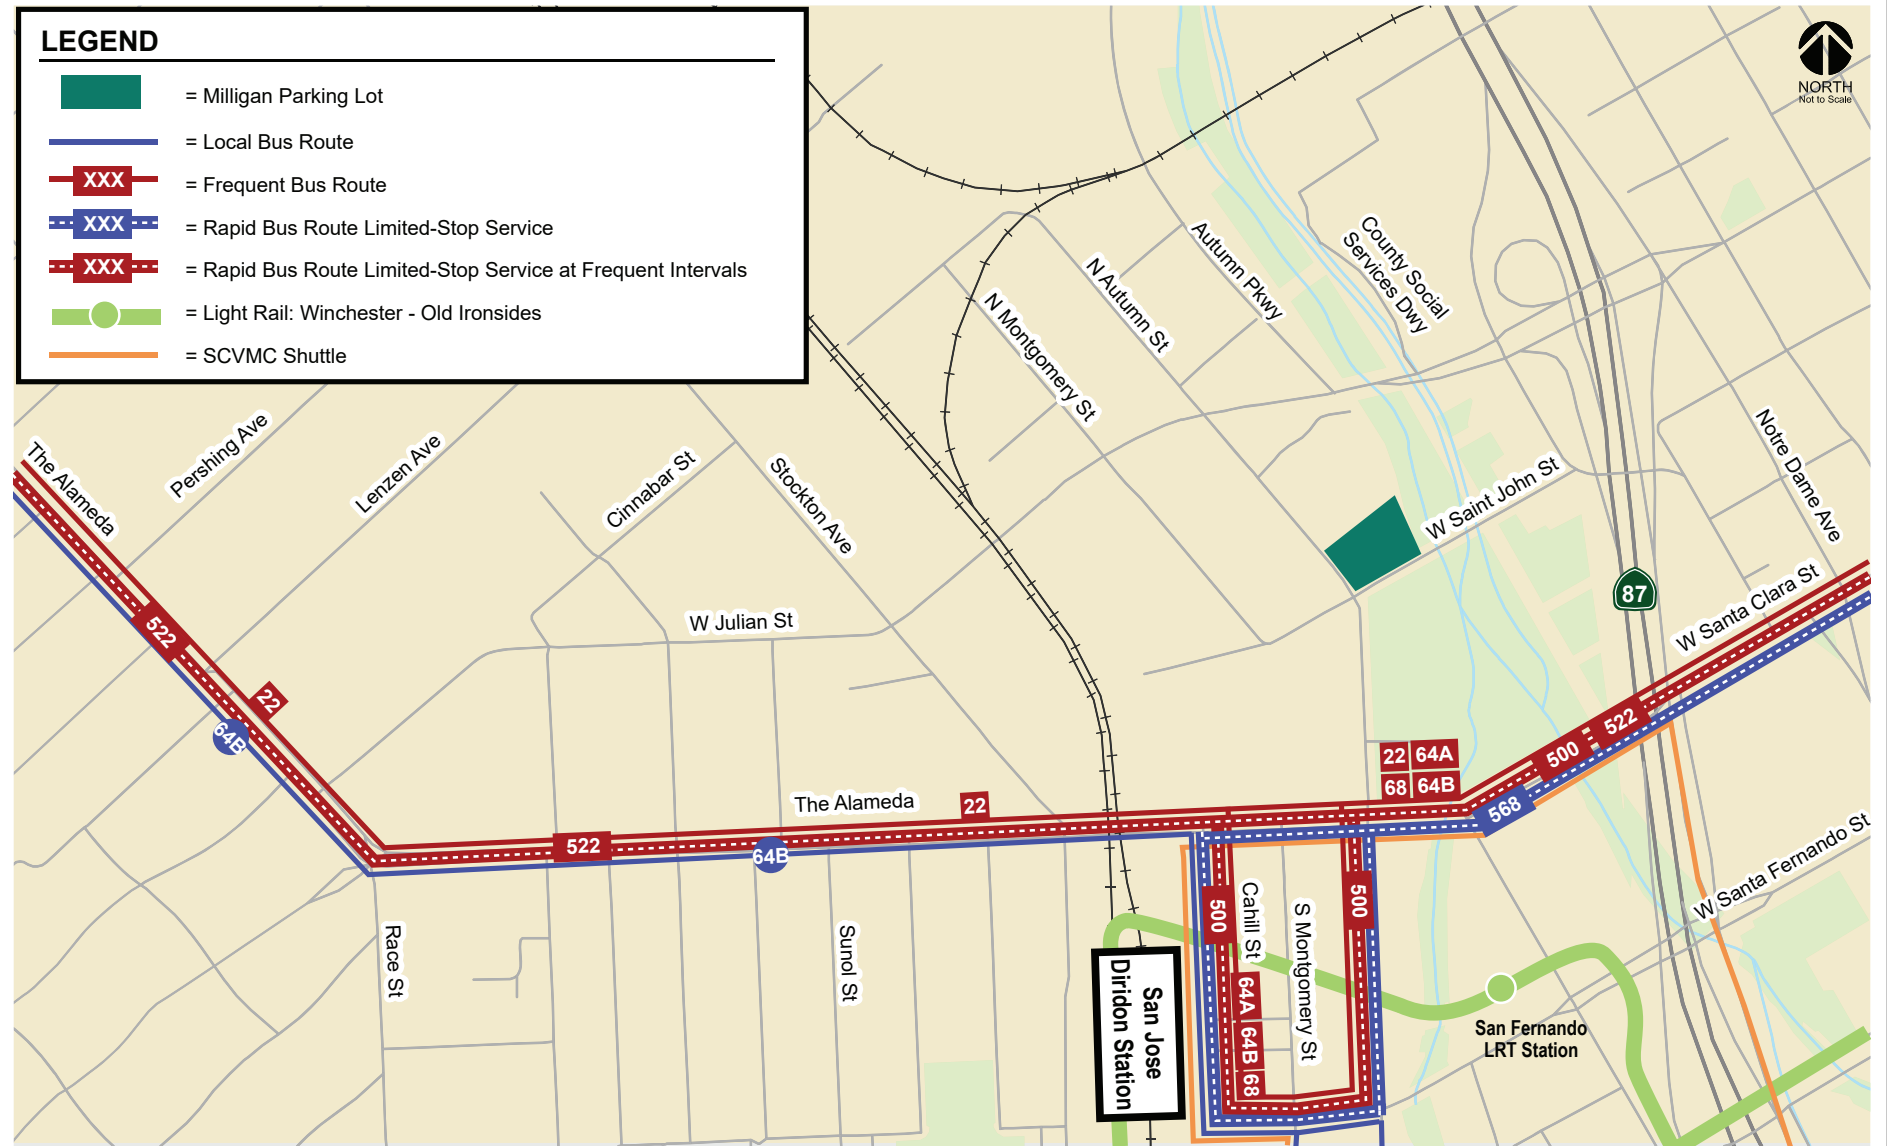 LEGEND
= Milligan Parking Lot
= Local Bus Route
XXX = Frequent Bus Route
XXX = Rapid Bus Route Limited-Stop Service
XXX = Rapid Bus Route Limited-Stop Service at Frequent Intervals
= Light Rail: Winchester - Old Ironsides
= SCVMC Shuttle
NORTH
Not to Scale
County Social
Services Dwy
Autumn Pkwy
N Autumn St
N Montgomery St
The Alameda
Pershing Ave
Lenzen Ave
Cinnabar St
Stockton Ave
Notre Dame Ave
W Saint John St
87
W Santa Clara St
W Julian St
522
22
64B
The Alameda
22
522
64B
22 64A
68 64B
500
522
568
W Santa Fernando St
Race St
Sunol St
500
Cahill St
S Montgomery St
500
64A 64B 68
San Jose
Diridon Station
San Fernando
LRT Station